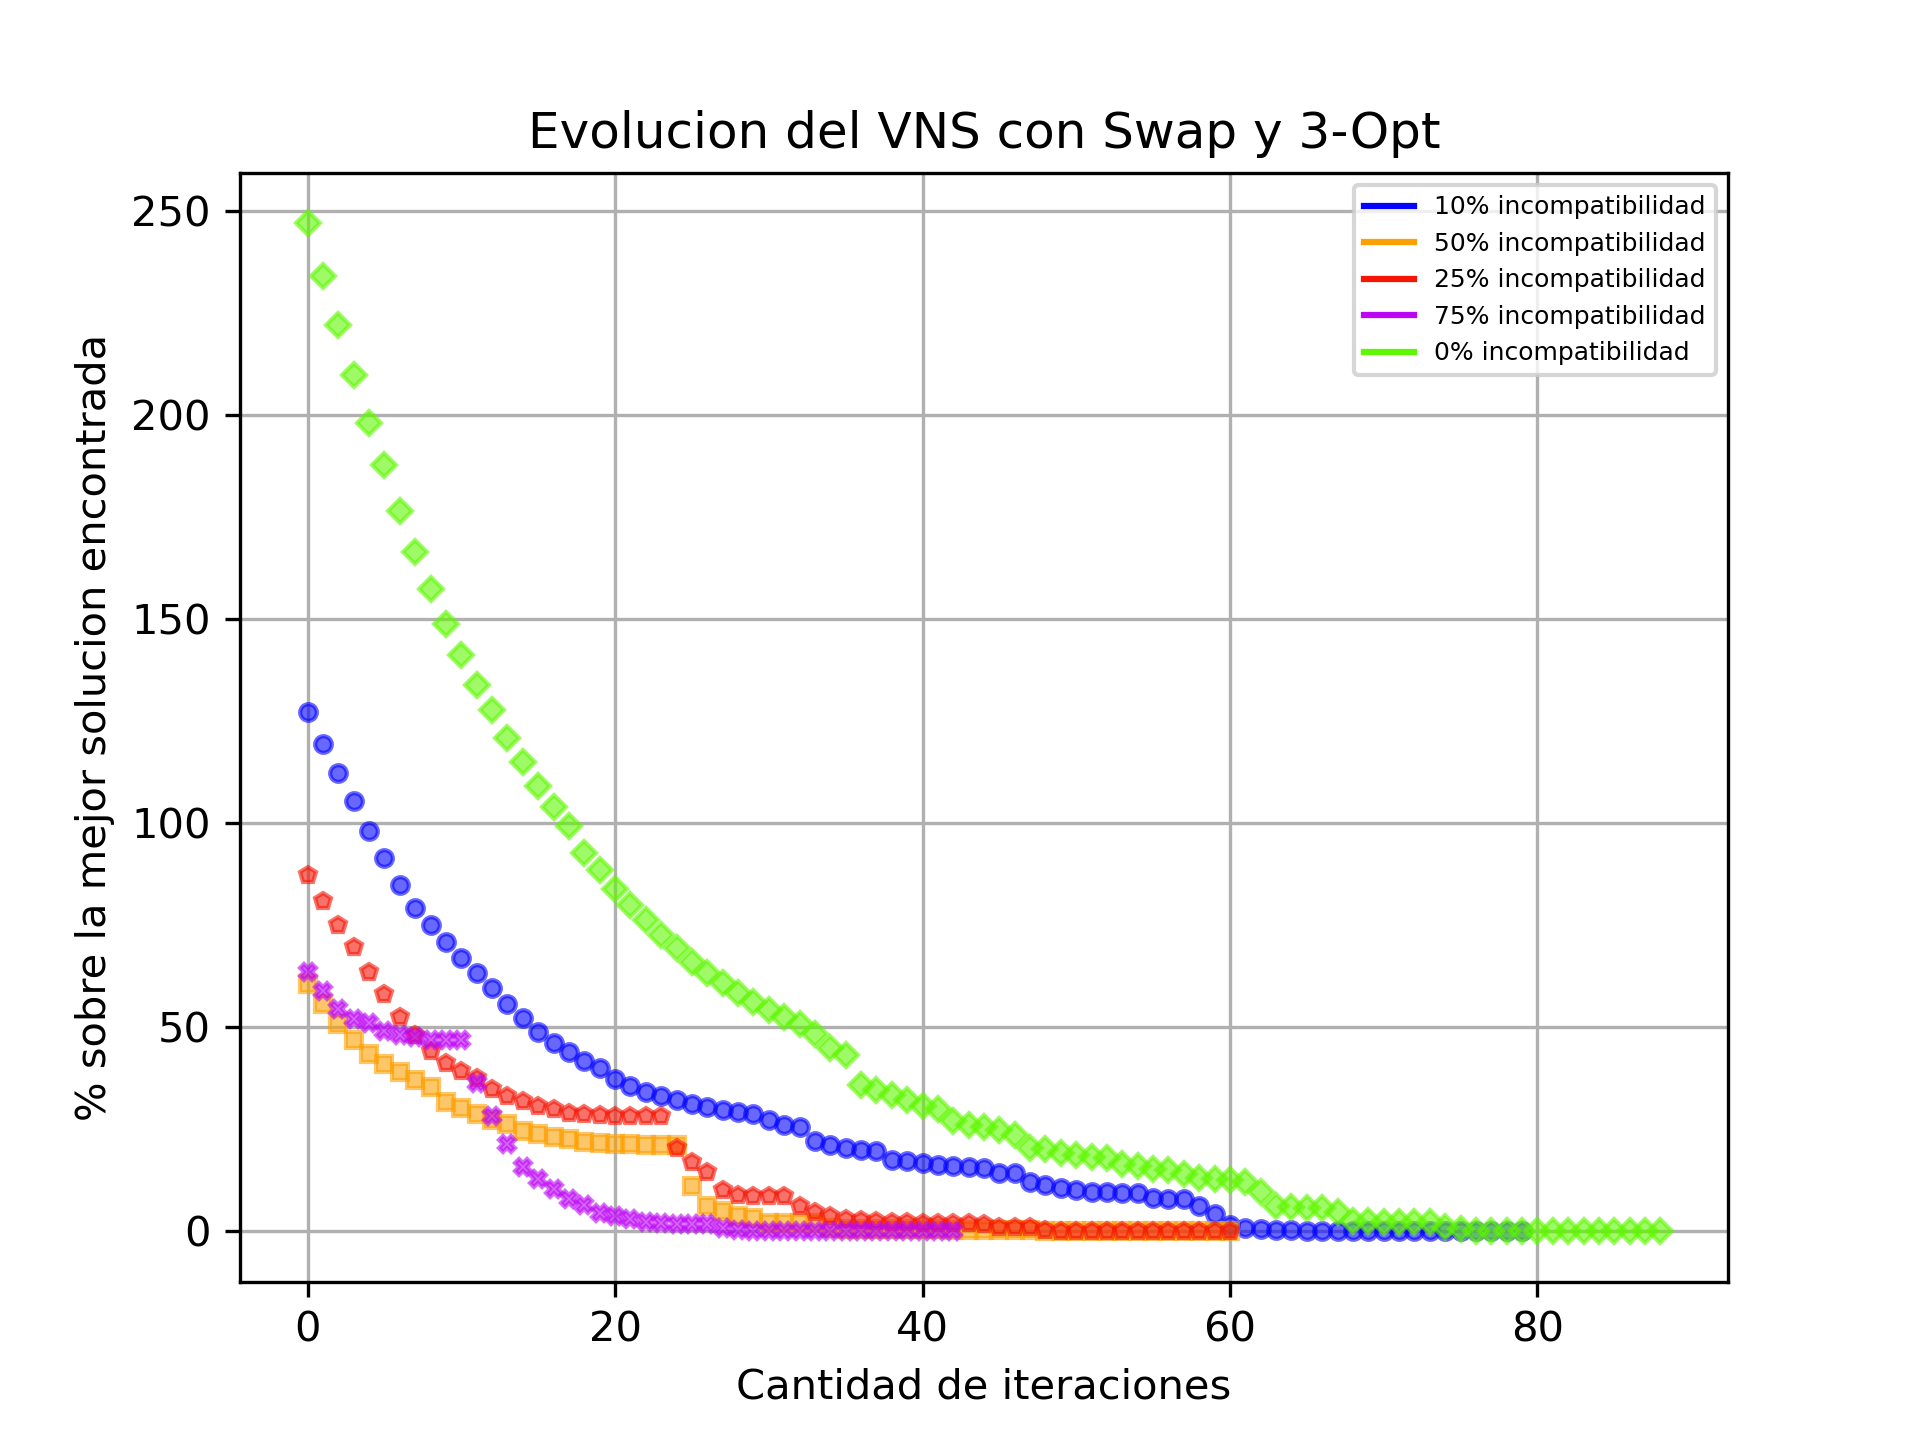 Evolucion del VNS con Swap y 3-Opt
% sobre la mejor solucion encontrada
250
200
150
100
50
0
10% incompatibilidad
50% incompatibilidad
25% incompatibilidad
75% incompatibilidad
0% incompatibilidad
0 20 40 60 80
Cantidad de iteraciones